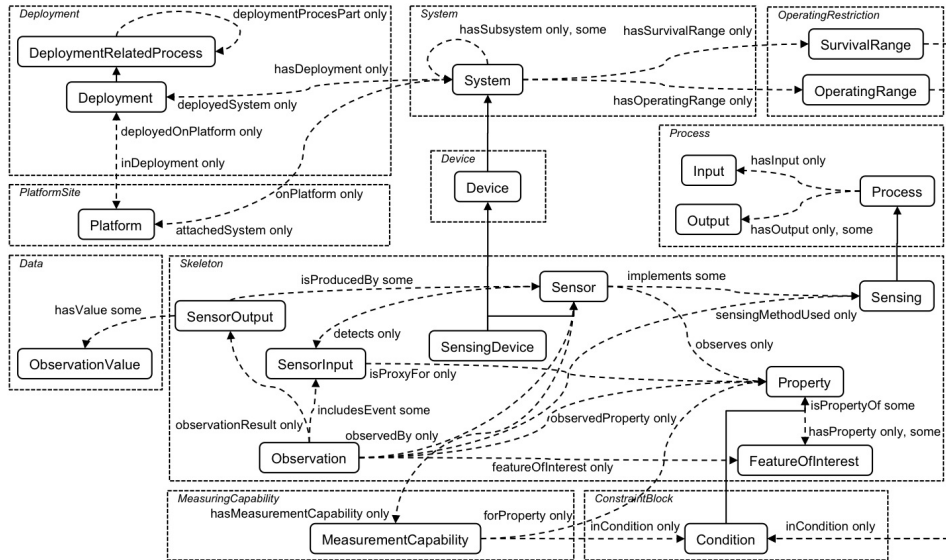 Deployment
deploymentProcesPart only
DeploymentRelatedProcess
Deployment
hasDeployment only
deployedSystem only
deployedOnPlatform only
inDeployment only
System
hasSubsystem only, some
System
hasSurvivalRange only
hasOperatingRange only
OperatingRestriction
SurvivalRange
OperatingRange
Process
hasInput only
Input
Process
Output
hasOutput only, some
Device
Device
PlatformSite
onPlatform only
Platform
attachedSystem only
Data
hasValue some
ObservationValue
Skeleton
isProducedBy some
Sensor
implements some
SensorOutput
Sensing
sensingMethodUsed only
detects only
SensingDevice
SensorInput
observes only
isProxyFor only
Property
isPropertyOf some
includesEvent some
observationResult only
observedBy only
observedProperty only
hasProperty only, some
Observation
featureOfInterest only
FeatureOfInterest
MeasuringCapability
hasMeasurementCapability only
forProperty only
MeasurementCapability
ConstraintBlock
inCondition only
Condition
inCondition only